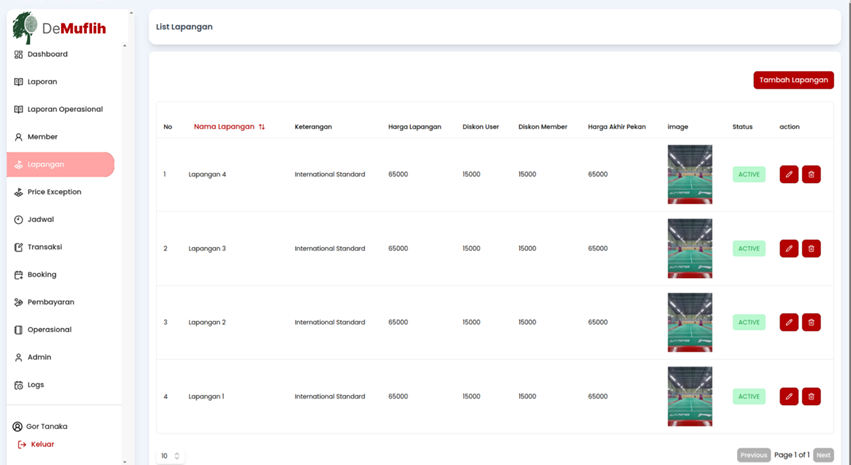 DeMuflih
Dashboard
Laporan
Laporan Operasional
Member
Lapangan
Price Exception
Jadwal
Transaksi
Booking
Pembayaran
Operasional
Admin
Logs
Gor Tanaka
Keluar
List Lapangan
Tambah Lapangan
No Nama Lapangan Keterangan Harga Lapangan Diskon User Diskon Member Harga Akhir Pekan image Status action
1 Lapangan 4 International Standard 65000 15000 15000 65000 ACTIVE
2 Lapangan 3 International Standard 65000 15000 15000 65000 ACTIVE
3 Lapangan 2 International Standard 65000 15000 15000 65000 ACTIVE
4 Lapangan 1 International Standard 65000 15000 15000 65000 ACTIVE
10 Previous Page 1 of 1 Next